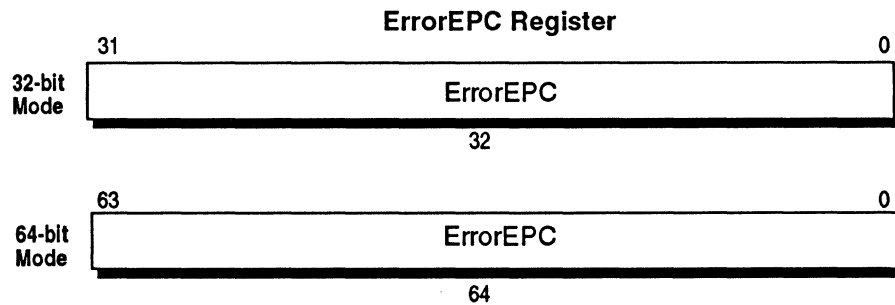 ErrorEPC Register
31 0
32-bit
Mode
ErrorEPC
32
63 0
64-bit
Mode
ErrorEPC
64